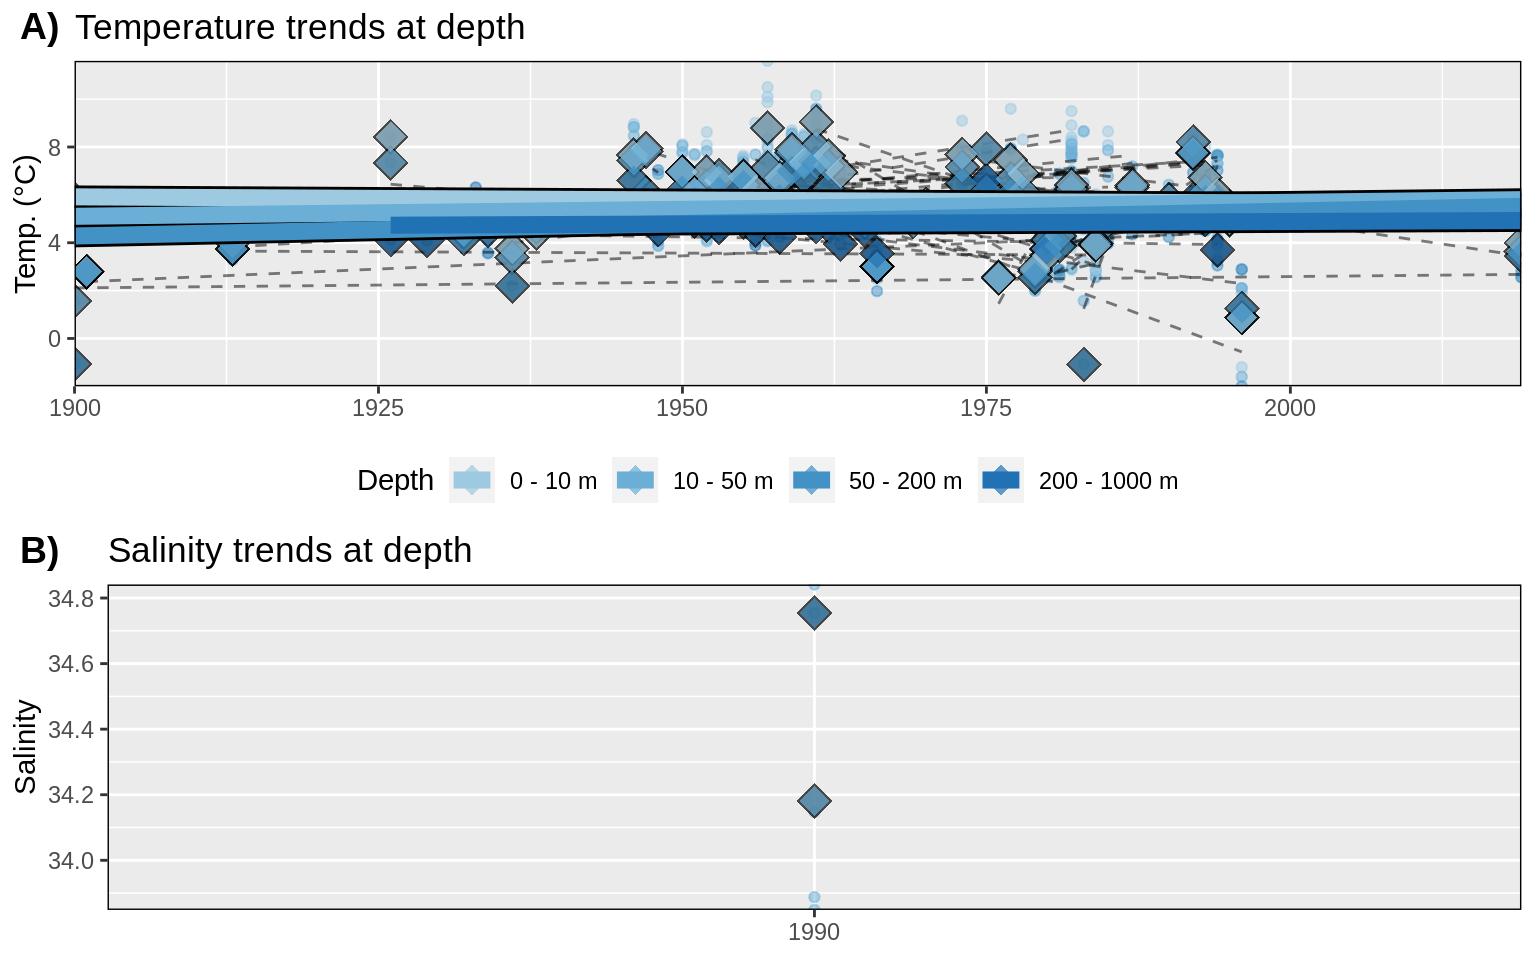 A) Temperature trends at depth
Temp. (°C)
8
4
0
1900 1925 1950 1975 2000
Depth 0 - 10 m 10 - 50 m 50 - 200 m 200 - 1000 m
B) Salinity trends at depth
Salinity
34.8
34.6
34.4
34.2
34.0
1990